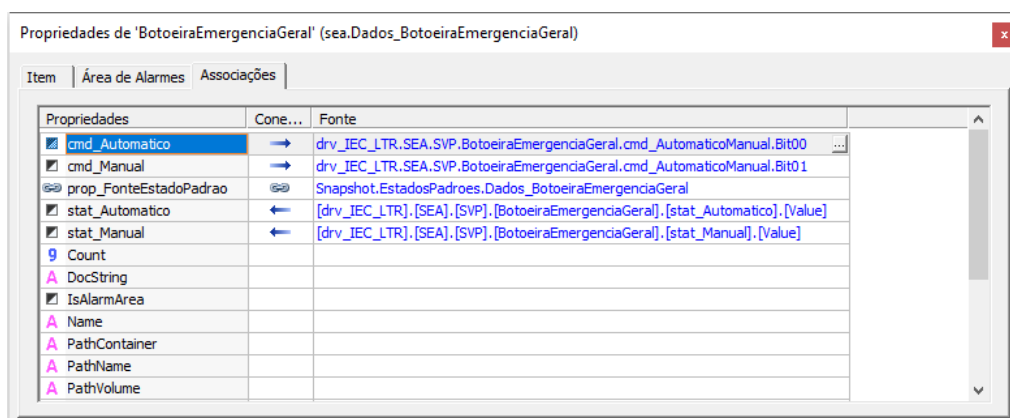 Propriedades de 'BotoeiraEmergenciaGeral' (sea.Dados_BotoeiraEmergenciaGeral)
x
Item Área de Alarmes Associações
Propriedades Cone... Fonte
cmd_Automatico drv_IEC_LTR.SEA.SVP.BotoeiraEmergenciaGeral.cmd_AutomaticoManual.Bit00 ...
cmd_Manual drv_IEC_LTR.SEA.SVP.BotoeiraEmergenciaGeral.cmd_AutomaticoManual.Bit01
prop_FonteEstadoPadrao Snapshot.EstadosPadroes.Dados_BotoeiraEmergenciaGeral
stat_Automatico [drv_IEC_LTR].[SEA].[SVP].[BotoeiraEmergenciaGeral].[stat_Automatico].[Value]
stat_Manual [drv_IEC_LTR].[SEA].[SVP].[BotoeiraEmergenciaGeral].[stat_Manual].[Value]
9 Count
A DocString
IsAlarmArea
A Name
A PathContainer
A PathName
A PathVolume